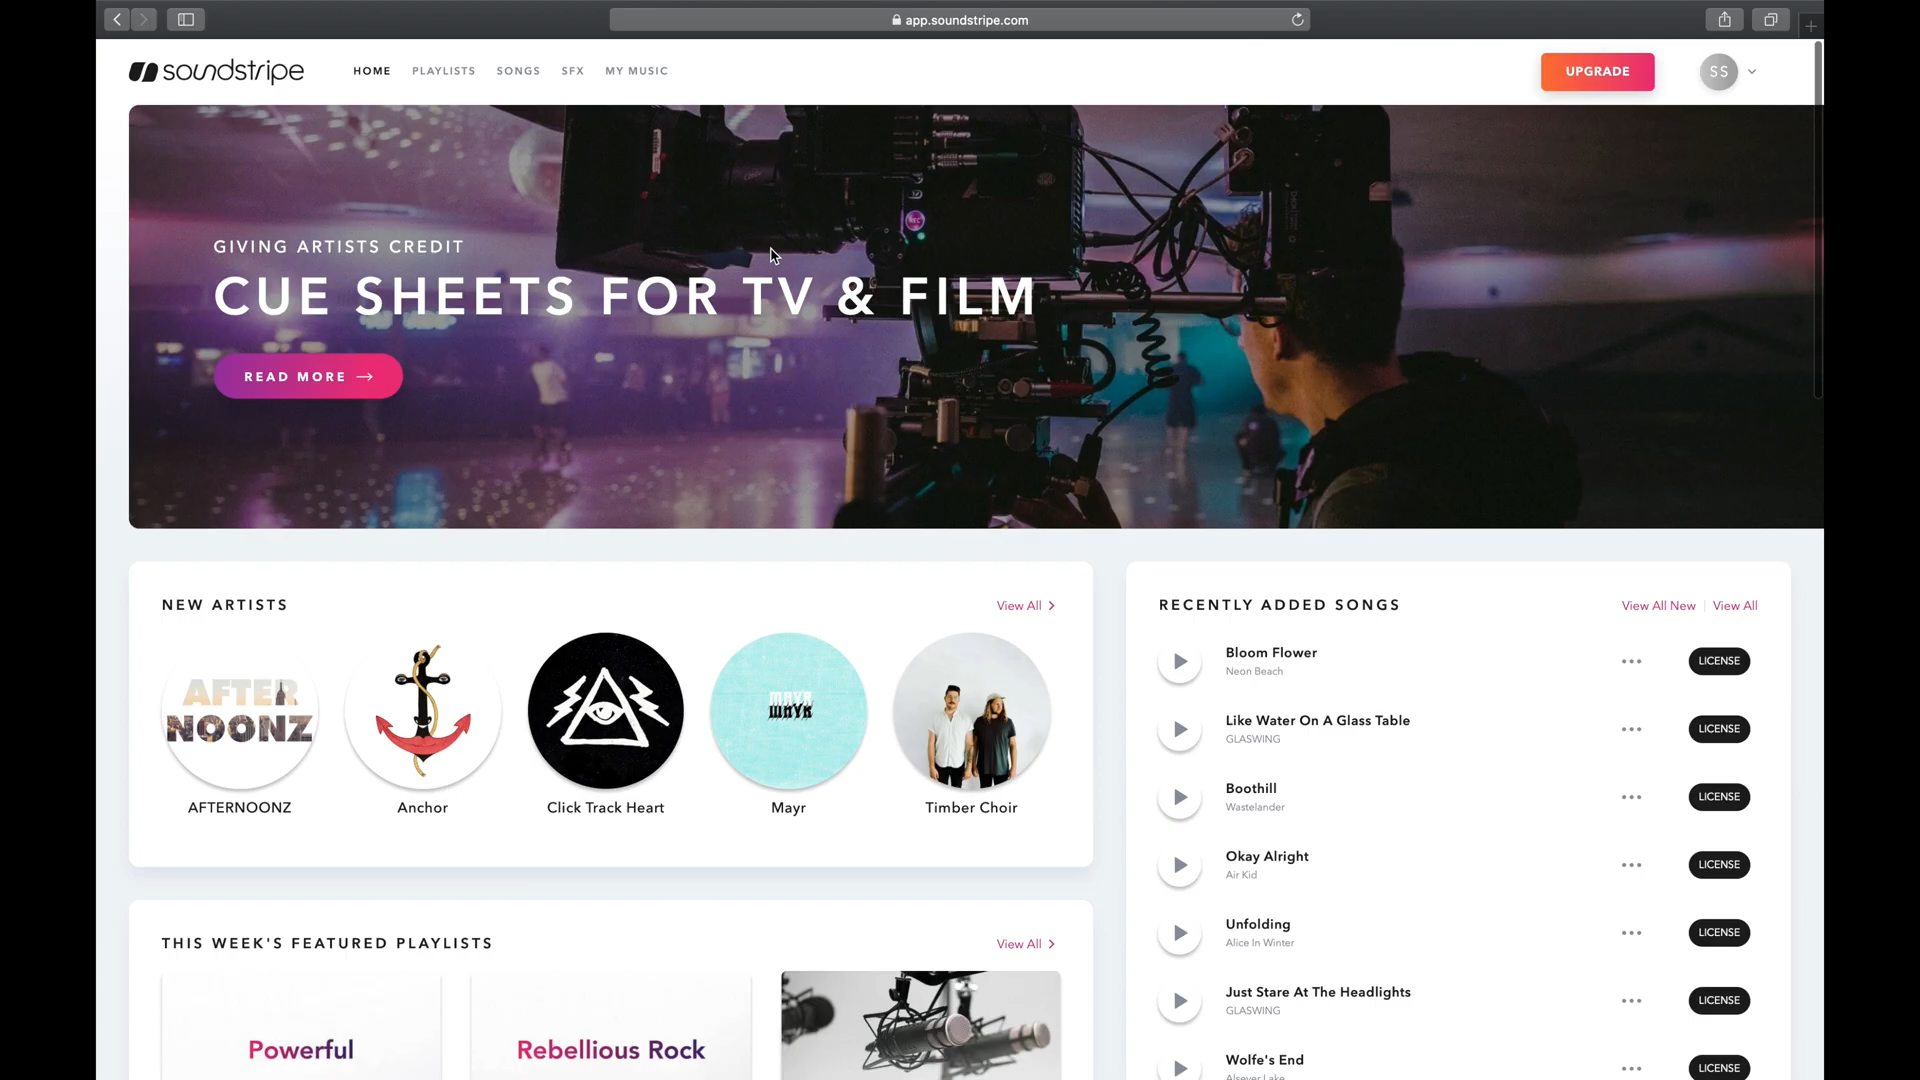 app.soundstripe.com
soundstripe
HOME PLAYLISTS SONGS SFX MY MUSIC
UPGRADE
SS
GIVING ARTISTS CREDIT
CUE SHEETS FOR TV & FILM
READ MORE →
NEW ARTISTS
View All >
AFTER
NOONZ
MAYR
AFTERNOONZ
Anchor
Click Track Heart
Mayr
Timber Choir
THIS WEEK'S FEATURED PLAYLISTS
View All >
Powerful
Rebellious Rock
RECENTLY ADDED SONGS
View All New | View All
Bloom Flower
Neon Beach
LICENSE
Like Water On A Glass Table
GLASWING
LICENSE
Boothill
Wastelander
LICENSE
Okay Alright
Air Kid
LICENSE
Unfolding
Alice In Winter
LICENSE
Just Stare At The Headlights
GLASWING
LICENSE
Wolfe's End
Alsever Lake
LICENSE